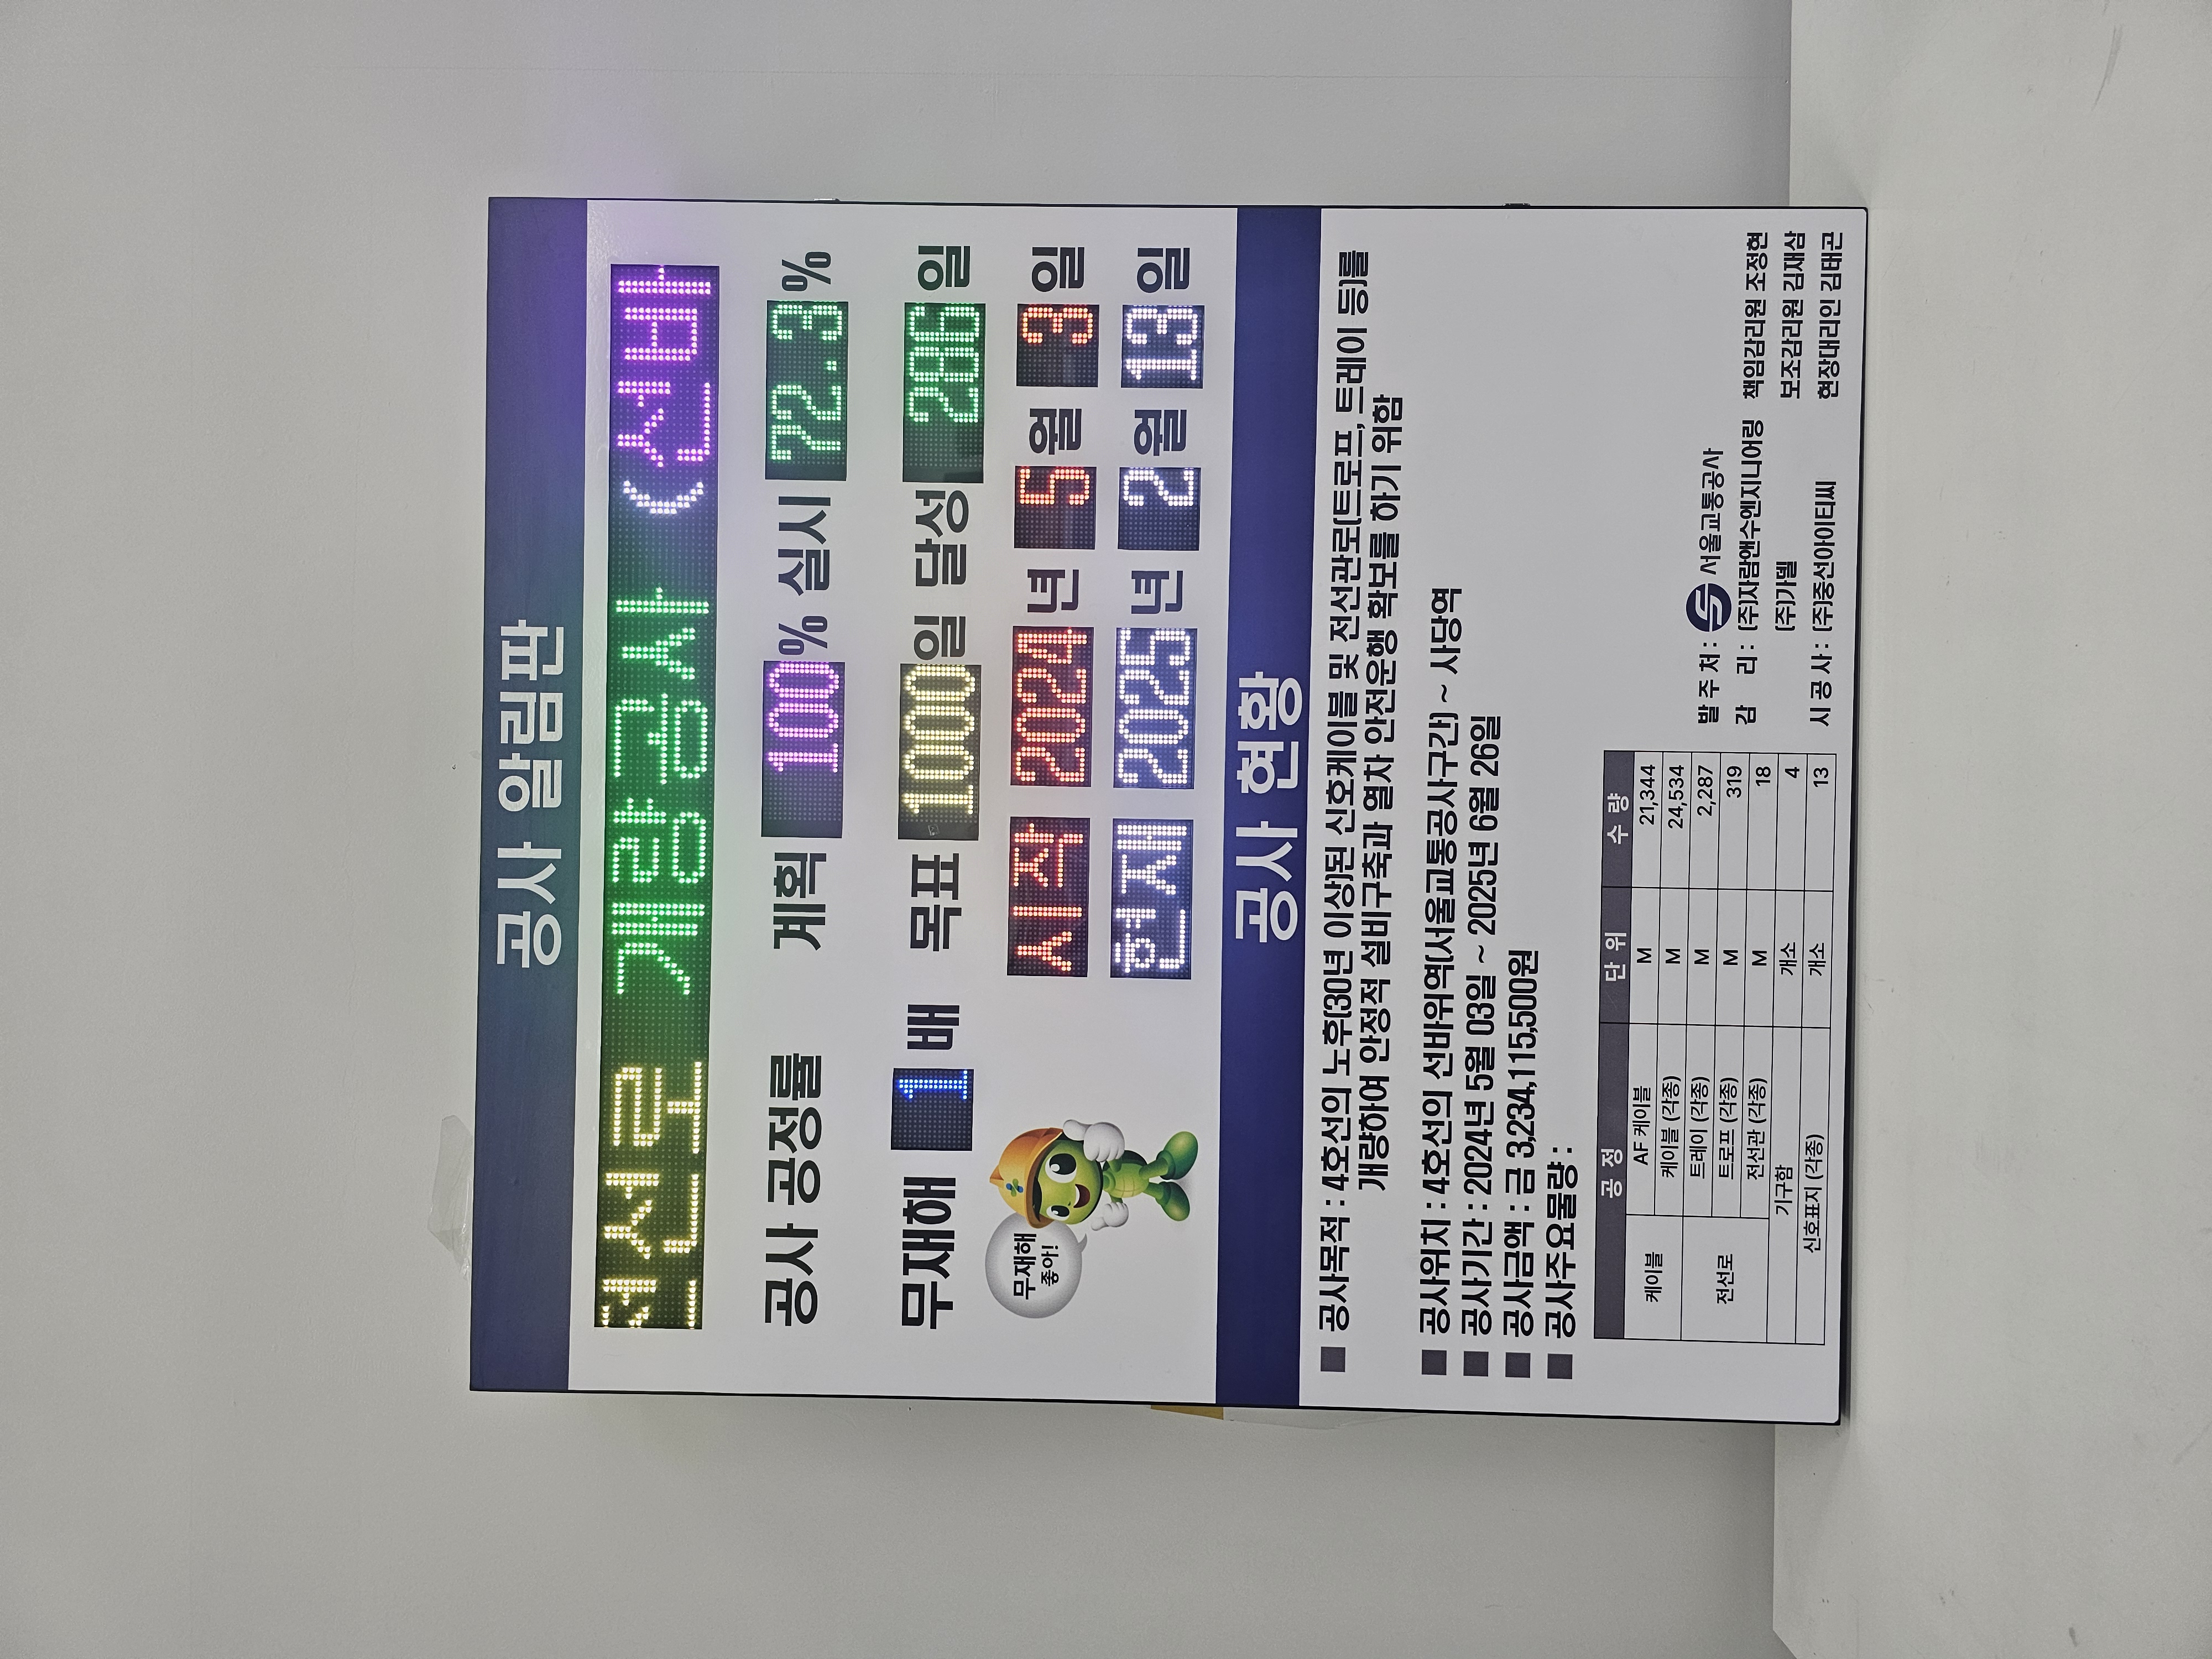 공사 알림판
전선로 개량공사 (선바
공사 공정률 계획 100% 실시 72.3%
무재해 1배 목표 1000일 달성 286일
무재해
좋아!
시작 2024년 5월 3일
현재 2025년 2월 13일
공사 현황
■ 공사목적 : 4호선의 노후(30년 이상)된 신호케이블 및 전선관로(트로프, 트레이 등)를
개량하여 안정적 설비구축과 열차 안전운행 확보를 하기 위함
■ 공사위치 : 4호선의 선바위역(서울교통공사구간) ~ 사당역
■ 공사기간 : 2024년 5월 03일 ~ 2025년 6월 26일
■ 공사금액 : 금 3,234,115,500원
■ 공사주요물량 :
공 정 단 위 수 량
케이블 AF 케이블 M 21,344
케이블 (각종) M 24,534
전선로 트레이 (각종) M 2,287
트로프 (각종) M 319
전선관 (각종) M 18
기구함 개소 4
신호표지 (각종) 개소 13
발 주 처 : 서울교통공사
감 리 : (주)자람앤수엔지니어링 책임감리원 조정현
(주)가델 보조감리원 김재삼
시 공 사 : (주)중선아이티씨 현장대리인 김태곤